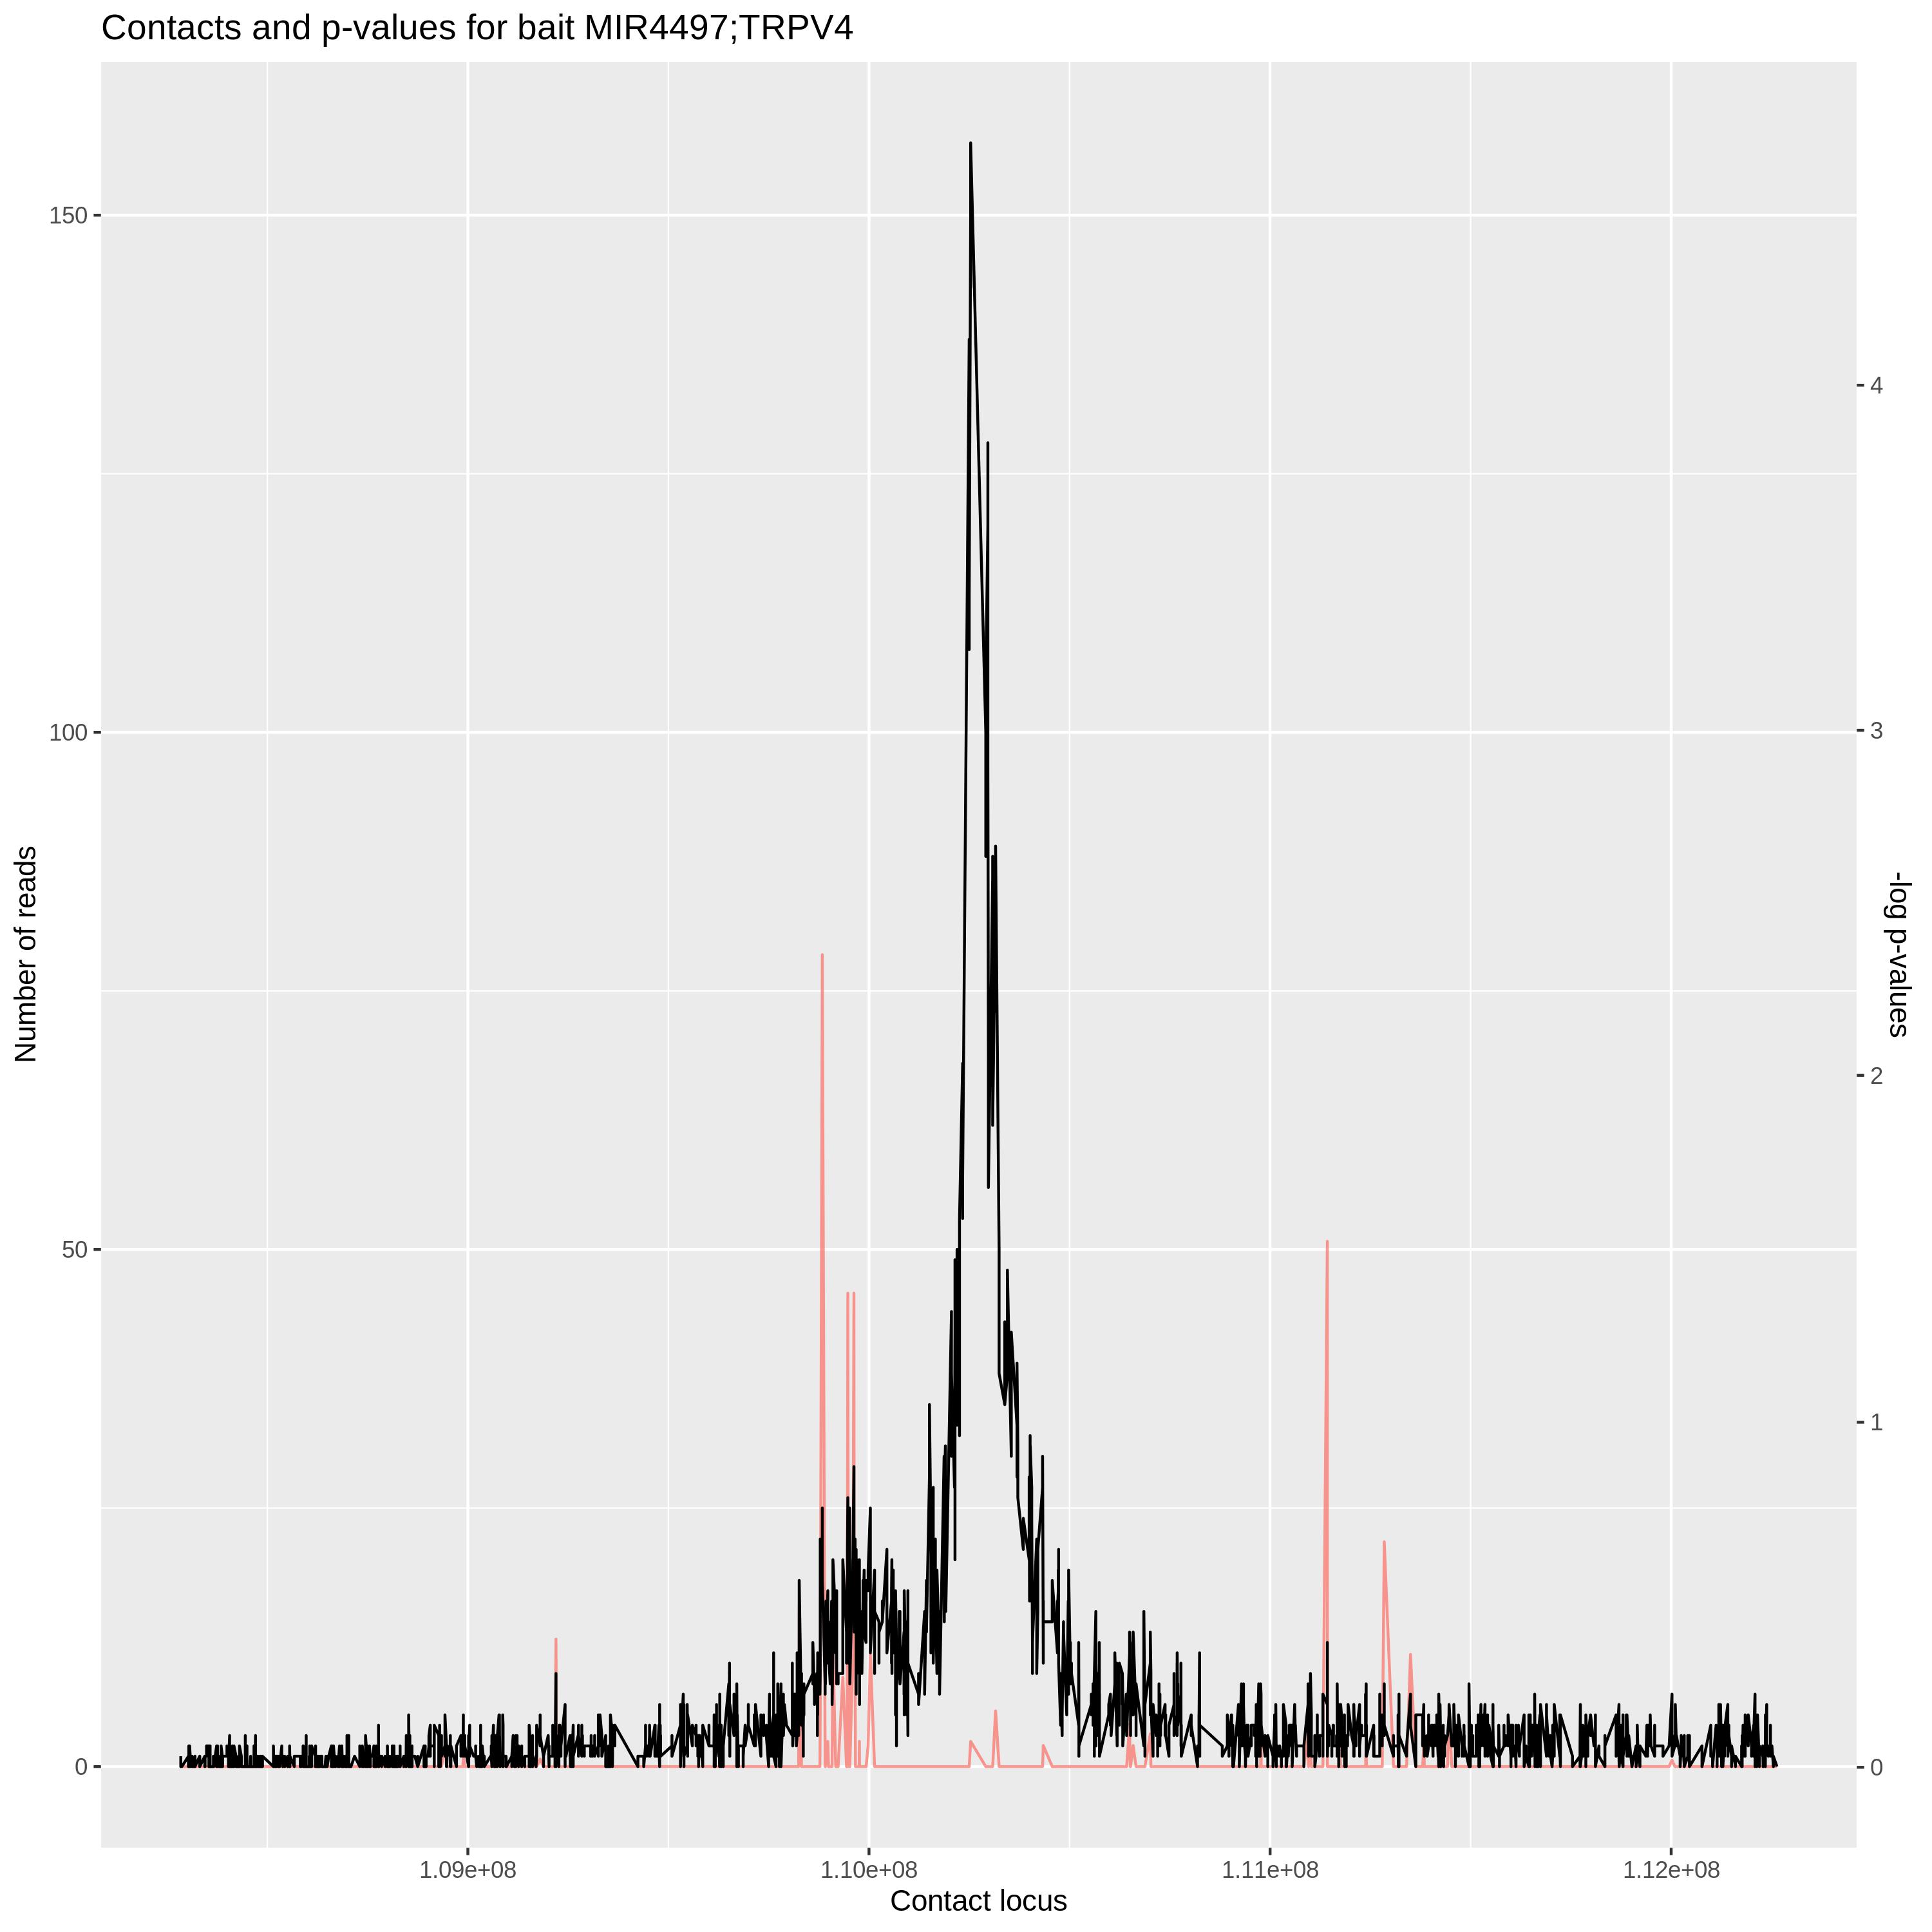 Contacts and p-values for bait MIR4497;TRPV4
150
100
50
0
Number of reads
4
3
2
1
0
-log p-values
1.09e+08 1.10e+08 1.11e+08 1.12e+08
Contact locus